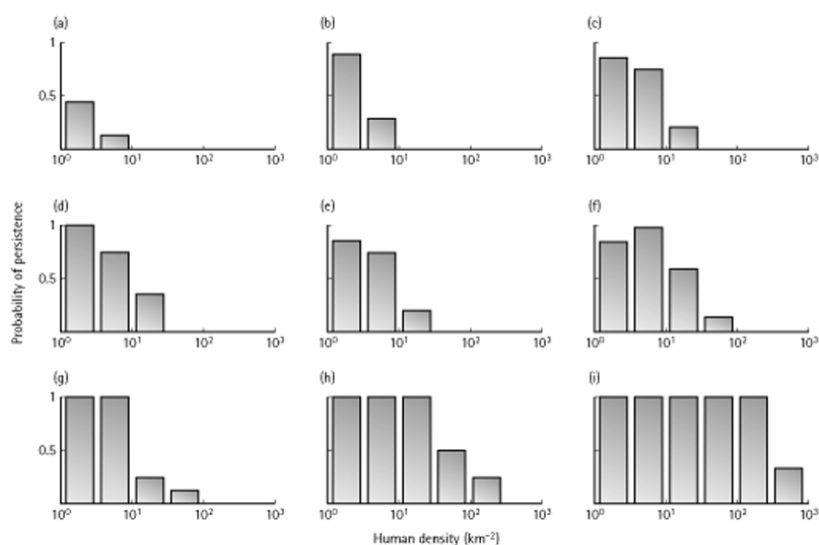 (a) (b) (c)
1
0.5
10⁰ 10¹ 10² 10³ 10⁰ 10¹ 10² 10³ 10⁰ 10¹ 10² 10³
(d) (e) (f)
1
0.5
10⁰ 10¹ 10² 10³ 10⁰ 10¹ 10² 10³ 10⁰ 10¹ 10² 10³
Probability of persistence
(g) (h) (i)
1
0.5
10⁰ 10¹ 10² 10³ 10⁰ 10¹ 10² 10³ 10⁰ 10¹ 10² 10³
Human density (km⁻²)